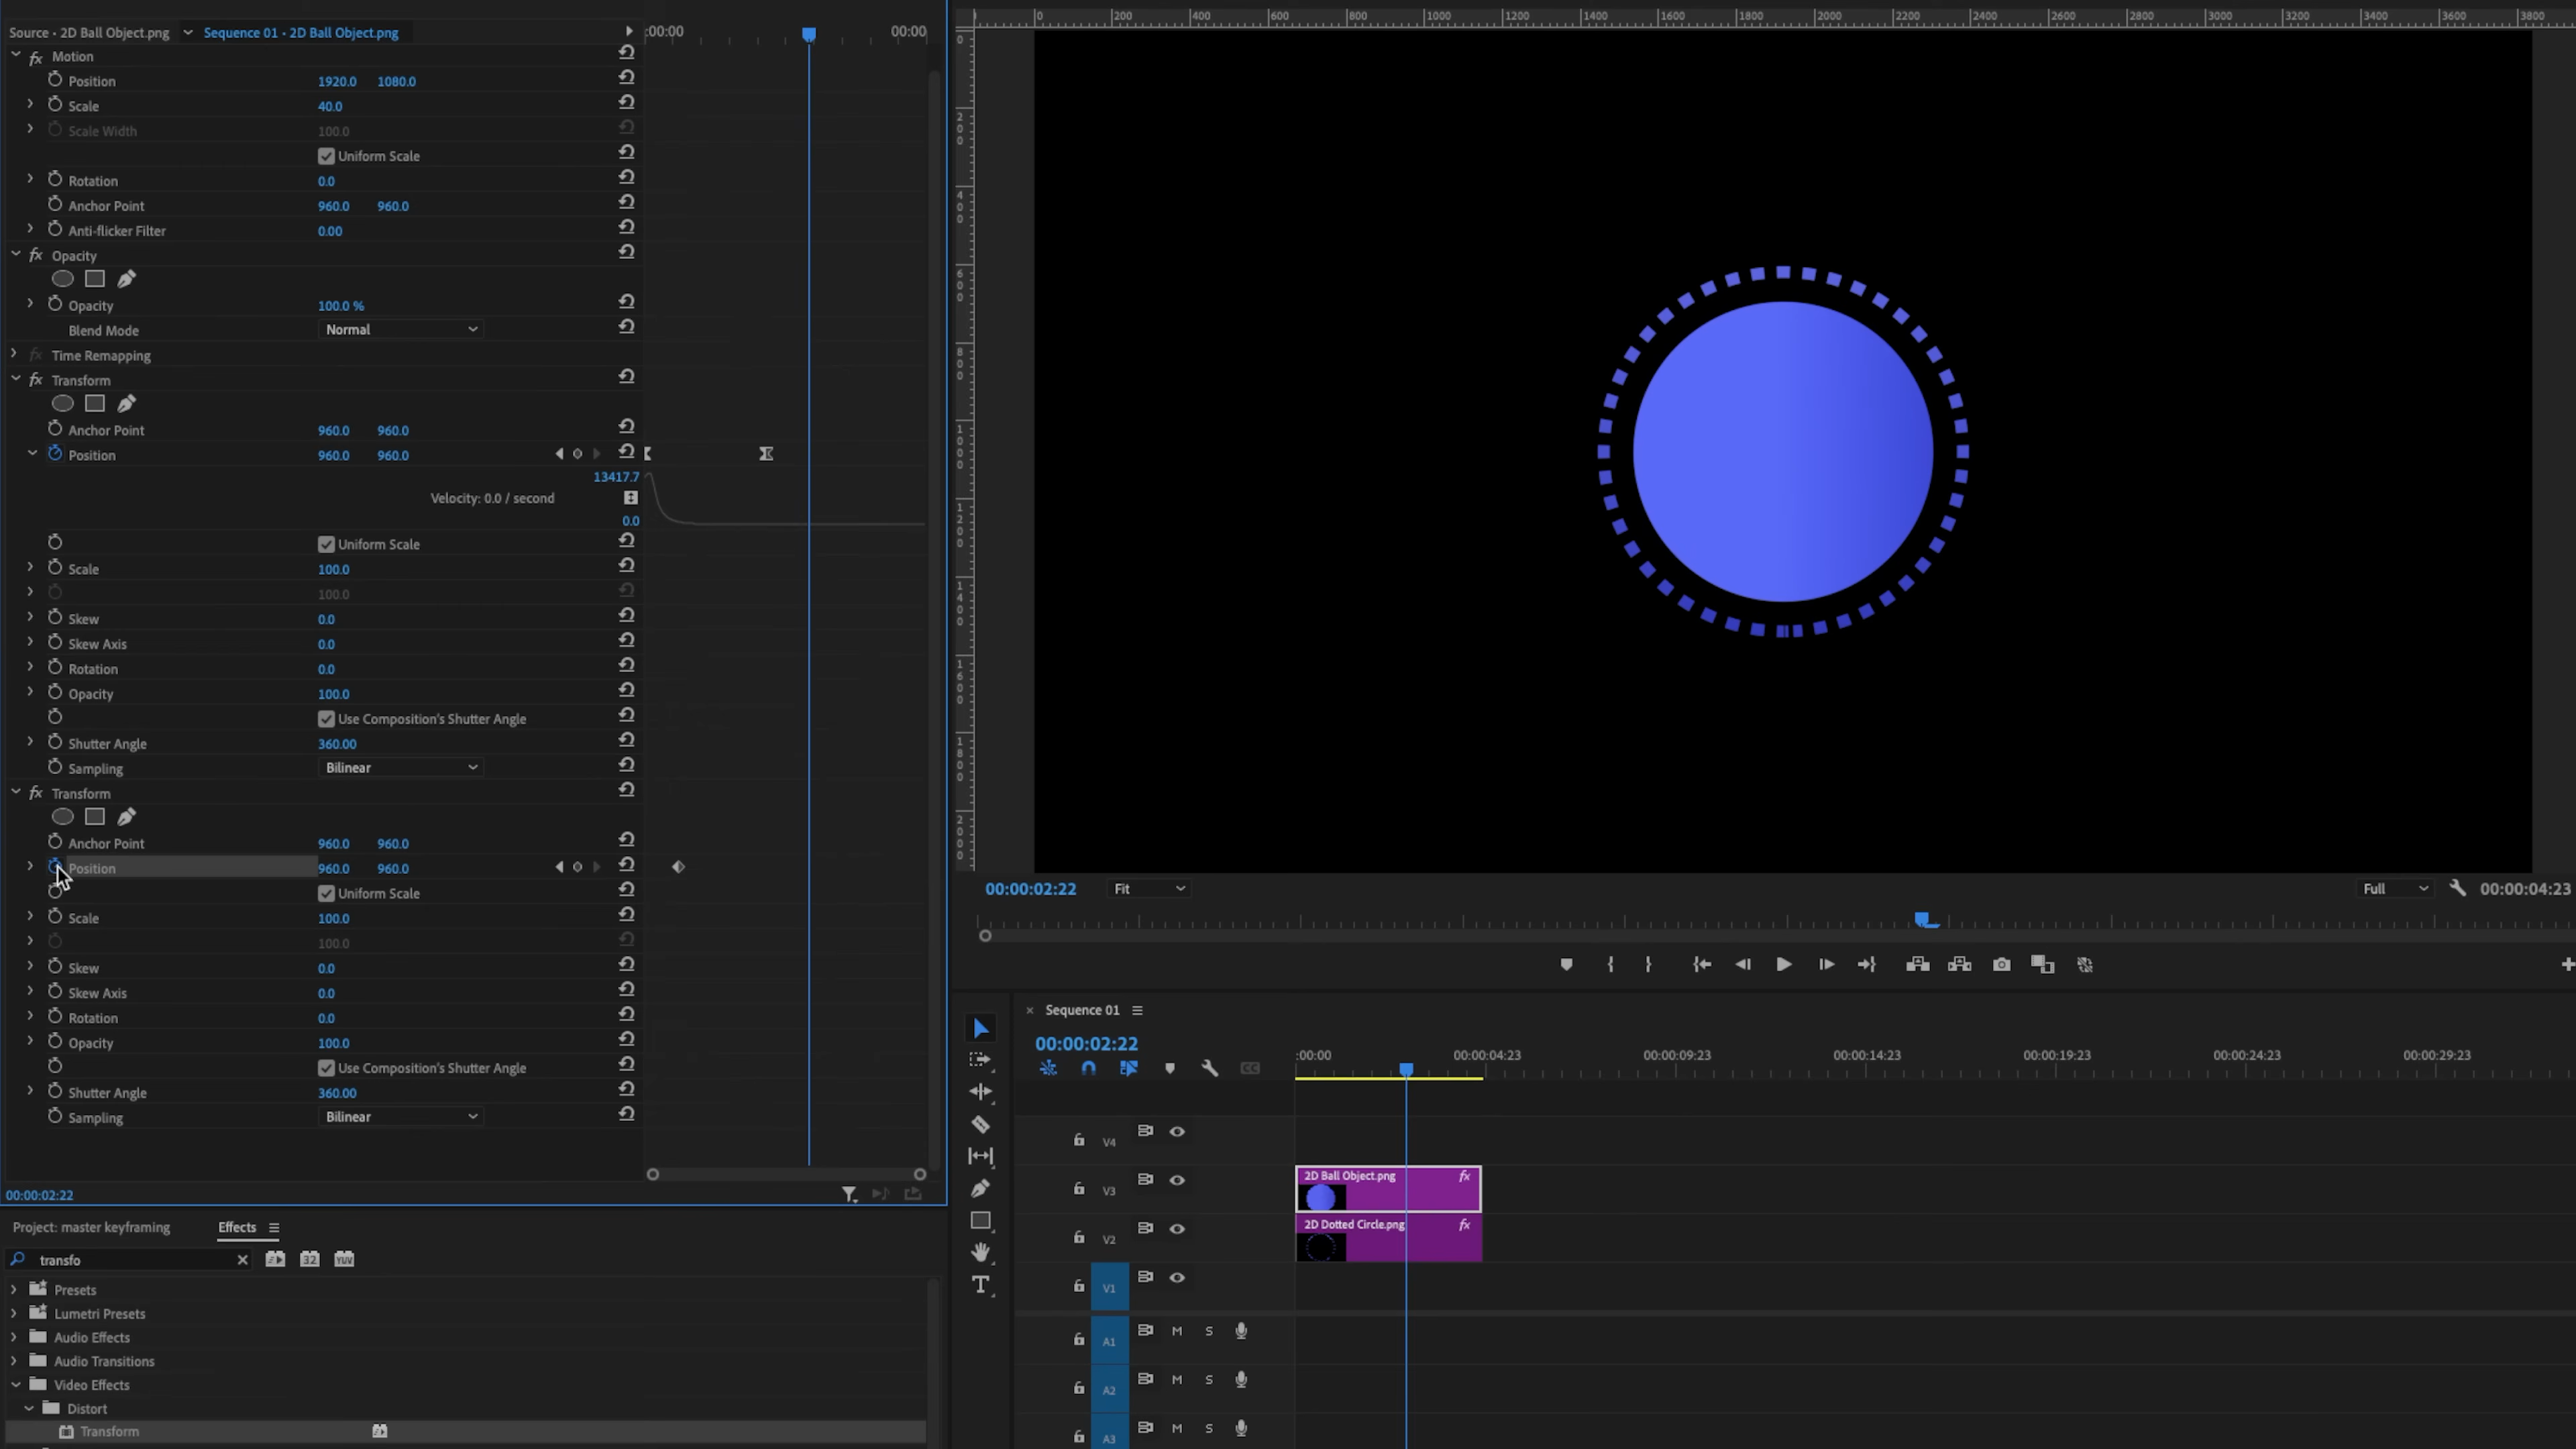 Source • 2D Ball Object.png Sequence 01 • 2D Ball Object.png :00:00 00:00
fx Motion
Position 1920.0 1080.0
Scale 40.0
Scale Width 100.0
Uniform Scale
Rotation 0.0
Anchor Point 960.0 960.0
Anti-flicker Filter 0.00
fx Opacity
Opacity 100.0 %
Blend Mode Normal
fx Time Remapping
fx Transform
Anchor Point 960.0 960.0
Position 960.0 960.0
13417.7
Velocity: 0.0 / second
0.0
Uniform Scale
Scale 100.0
100.0
Skew 0.0
Skew Axis 0.0
Rotation 0.0
Opacity 100.0
Use Composition's Shutter Angle
Shutter Angle 360.00
Sampling Bilinear
fx Transform
Anchor Point 960.0 960.0
Position 960.0 960.0
Uniform Scale
Scale 100.0
100.0
Skew 0.0
Skew Axis 0.0
Rotation 0.0
Opacity 100.0
Use Composition's Shutter Angle
Shutter Angle 360.00
Sampling Bilinear
00:00:02:22
Project: master keyframing Effects
transfo 32 YUV
Presets
Lumetri Presets
Audio Effects
Audio Transitions
Video Effects
Distort
Transform
0 200 400 600 800 1000 1200 1400 1600 1800 2000 2200 2400 2600 2800 3000 3200 3400 3600 3800
0
200
400
600
800
1000
1200
1400
1600
1800
2000
00:00:02:22 Fit Full 00:00:04:23
× Sequence 01
00:00:02:22
:00:00 00:00:04:23 00:00:09:23 00:00:14:23 00:00:19:23 00:00:24:23 00:00:29:23
CC
T
V4
V3 2D Ball Object.png fx
V2 2D Dotted Circle.png fx
V1
A1 M S
A2 M S
A3 M S